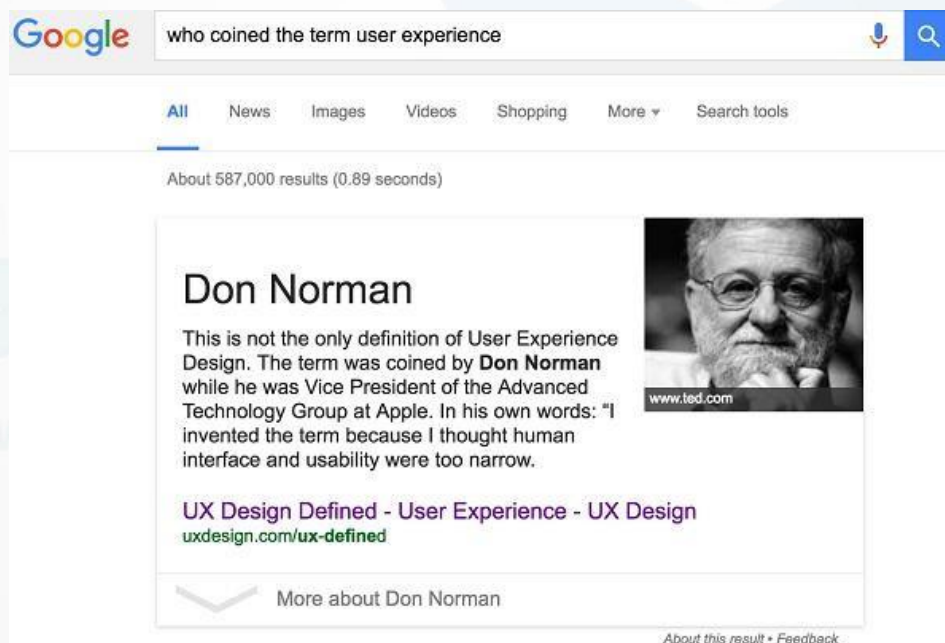 Google who coined the term user experience
All News Images Videos Shopping More Search tools
About 587,000 results (0.89 seconds)
Don Norman
This is not the only definition of User Experience
Design. The term was coined by Don Norman
while he was Vice President of the Advanced
Technology Group at Apple. In his own words: “I
invented the term because I thought human
interface and usability were too narrow.
www.ted.com
UX Design Defined - User Experience - UX Design
uxdesign.com/ux-defined
More about Don Norman
About this result • Feedback